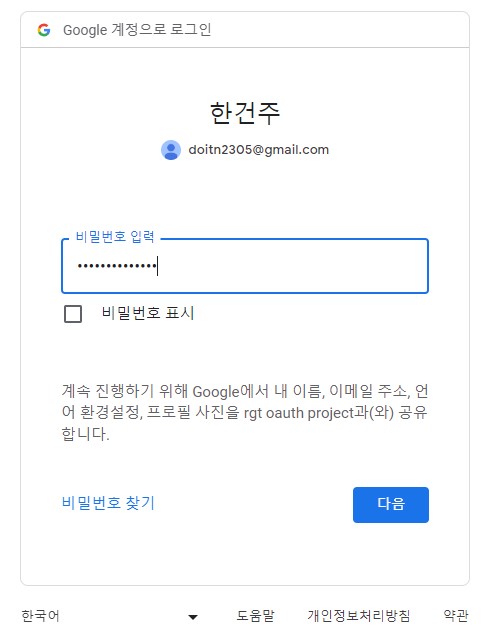 Google 계정으로 로그인
한건주
doitn2305@gmail.com
비밀번호 입력
••••••••••••••
비밀번호 표시
계속 진행하기 위해 Google에서 내 이름, 이메일 주소, 언
어 환경설정, 프로필 사진을 rgt oauth project과(와) 공유
합니다.
비밀번호 찾기
다음
한국어 도움말 개인정보처리방침 약관